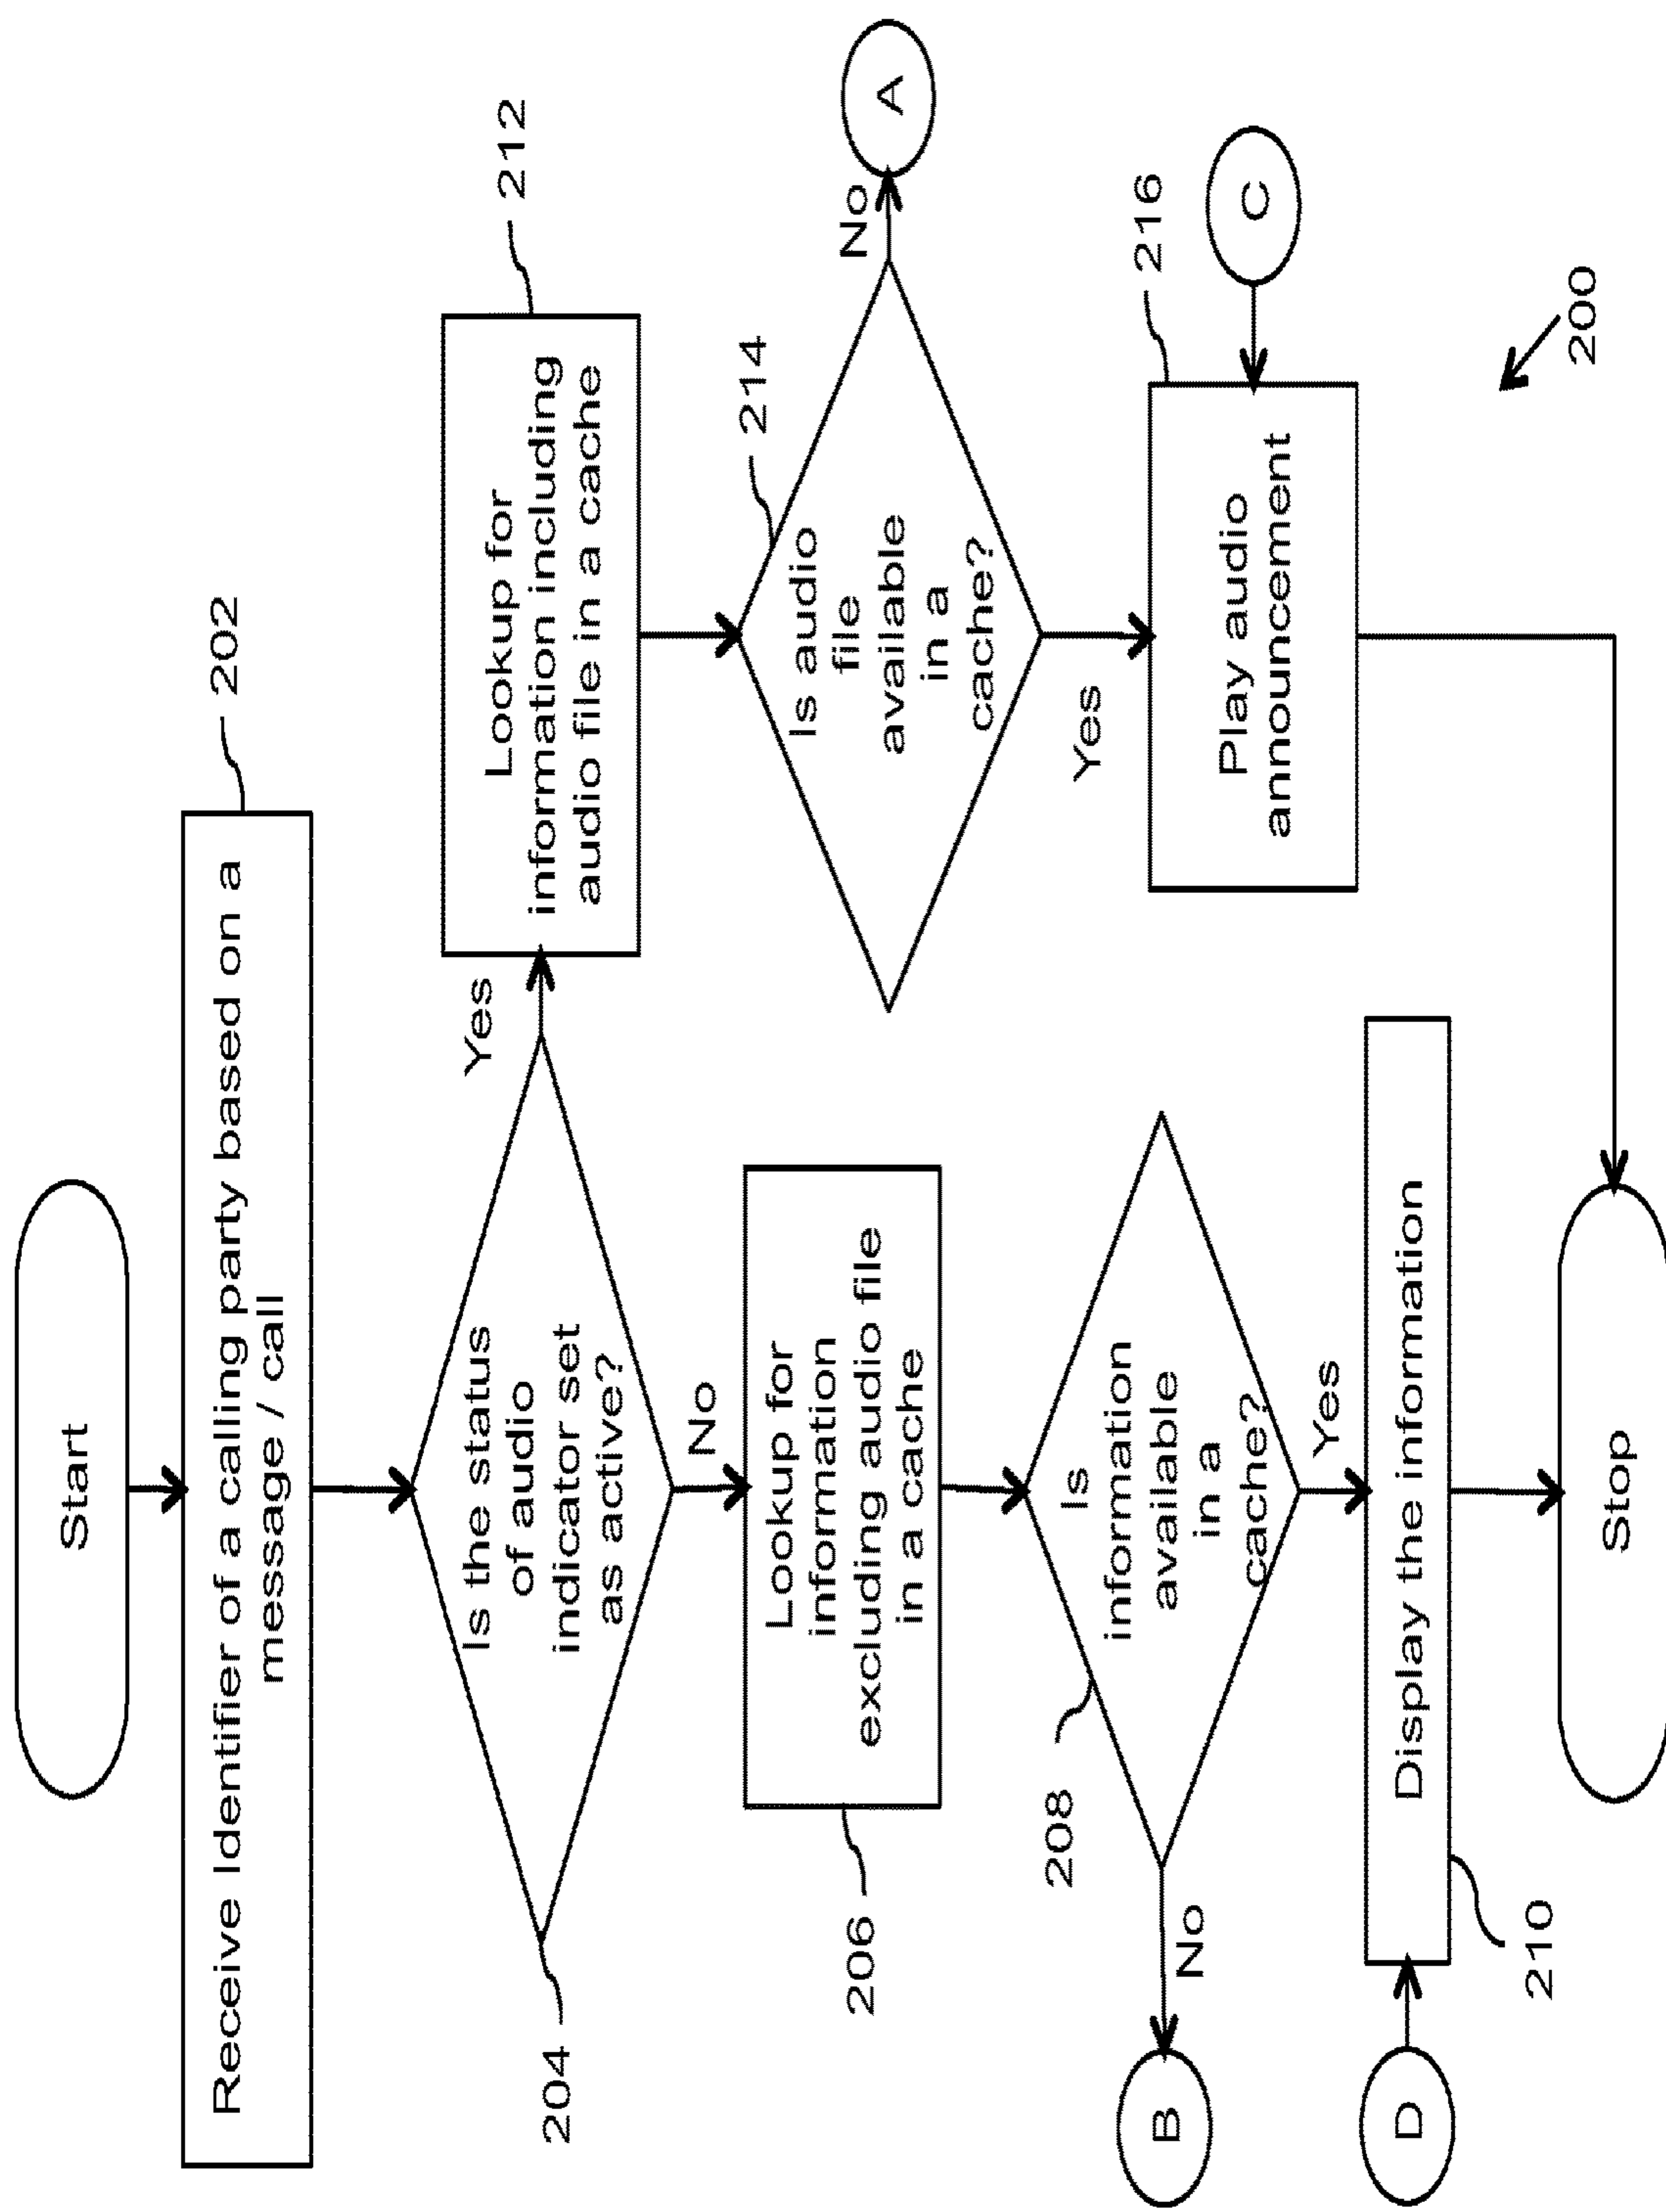 Start
202
Receive Identifier of a calling party based on a
message / call
204
Is the status
of audio
indicator set
as active?
Yes
212
Lookup for
information including
audio file in a cache
No
206
Lookup for
information
excluding audio file
in a cache
214
Is audio
file
available
in a
cache?
No
A
208
Is
information
available
in a
cache?
No
B
Yes
Yes
216
Play audio
announcement
C
D
Display the information
210
Stop
200